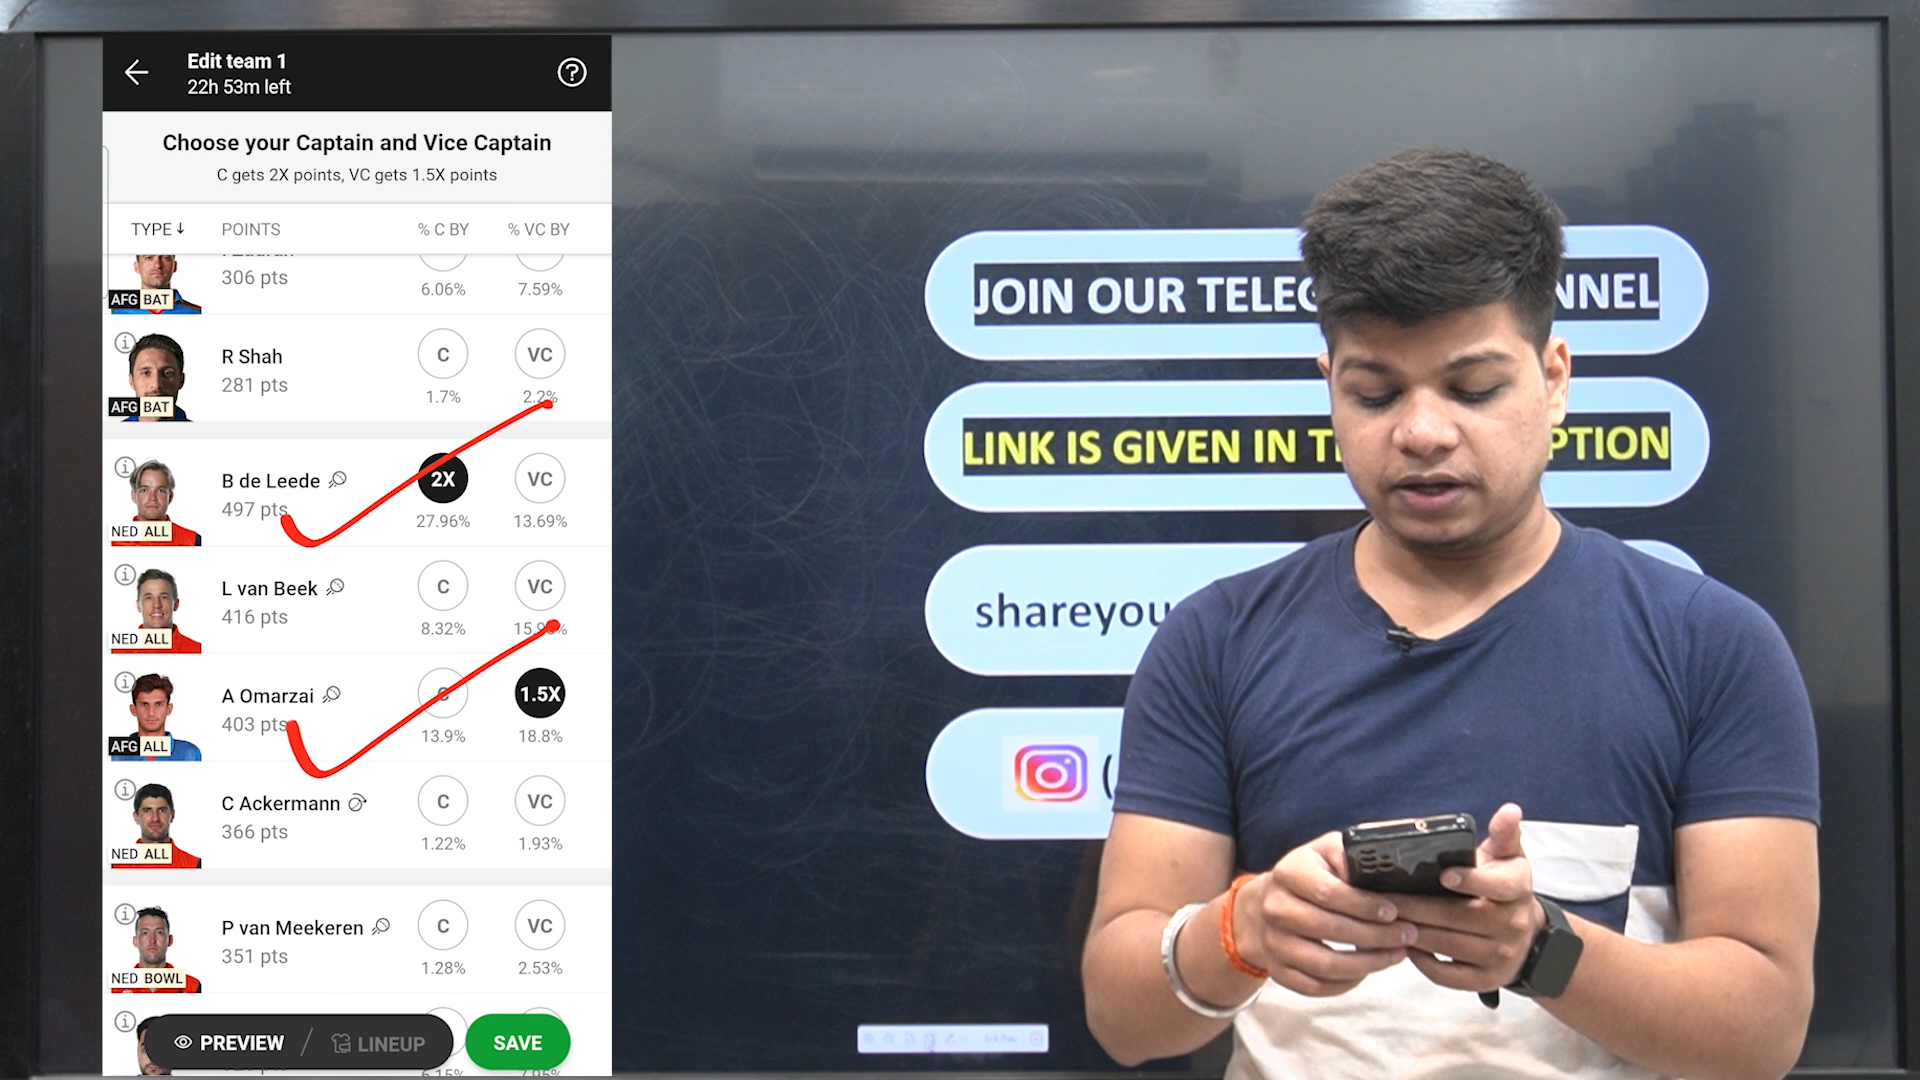 Edit team 1
22h 53m left
Choose your Captain and Vice Captain
C gets 2X points, VC gets 1.5X points
TYPE POINTS % C BY % VC BY
306 pts 6.06% 7.59%
AFG BAT
R Shah C VC
281 pts 1.7% 2.2%
AFG BAT
B de Leede 2X VC
497 pts 27.96% 13.69%
NED ALL
L van Beek C VC
416 pts 8.32%
NED ALL
A Omarzai C 1.5X
403 pts 13.9% 18.8%
AFG ALL
C Ackermann C VC
366 pts 1.22% 1.93%
NED ALL
P van Meekeren C VC
351 pts 1.28% 2.53%
NED BOWL
PREVIEW / LINEUP SAVE
JOIN OUR
LINK IS GIVEN IN